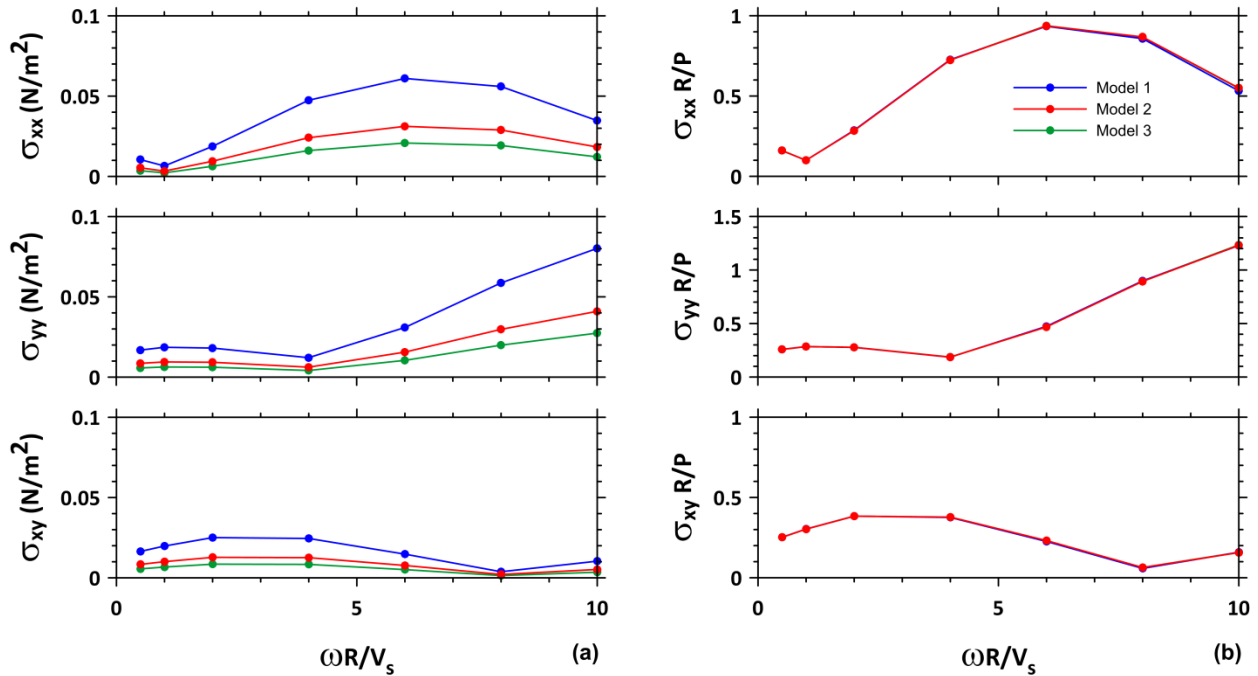 0.1
0.05
0
σxx (N/m²)
0.1
0.05
0
σyy (N/m²)
0.1
0.05
0
σxy (N/m²)
0
5
10
ωR/Vs
(a)
1
0.5
0
σxx R/P
Model 1
Model 2
Model 3
1.5
1
0.5
0
σyy R/P
1
0.5
0
σxy R/P
0
5
10
ωR/Vs
(b)